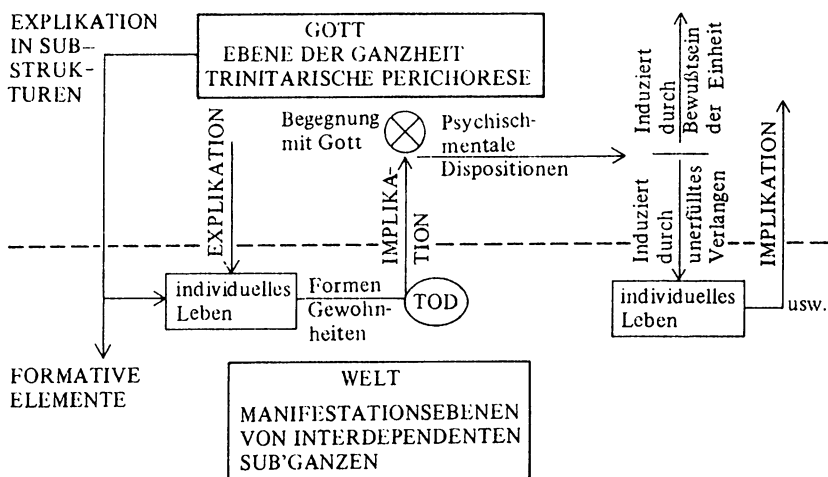 EXPLIKATION
IN SUB–
STRUK-
TUREN
GOTT
EBENE DER GANZHEIT
TRINITARISCHE PERICHORESE
Begegnung
mit Gott
Psychisch-
mentale
Dispositionen
Induziert
durch
Bewußtsein
der Einheit
EXPLIKATION
IMPLIKA-
TION
Induziert
durch
unerfülltes
Verlangen
IMPLIKATION
individuelles
Leben
Formen
Gewohn-
heiten
TOD
individuelles
Leben
usw.
FORMATIVE
ELEMENTE
WELT
MANIFESTATIONSEBENEN
VON INTERDEPENDENTEN
SUB'GANZEN